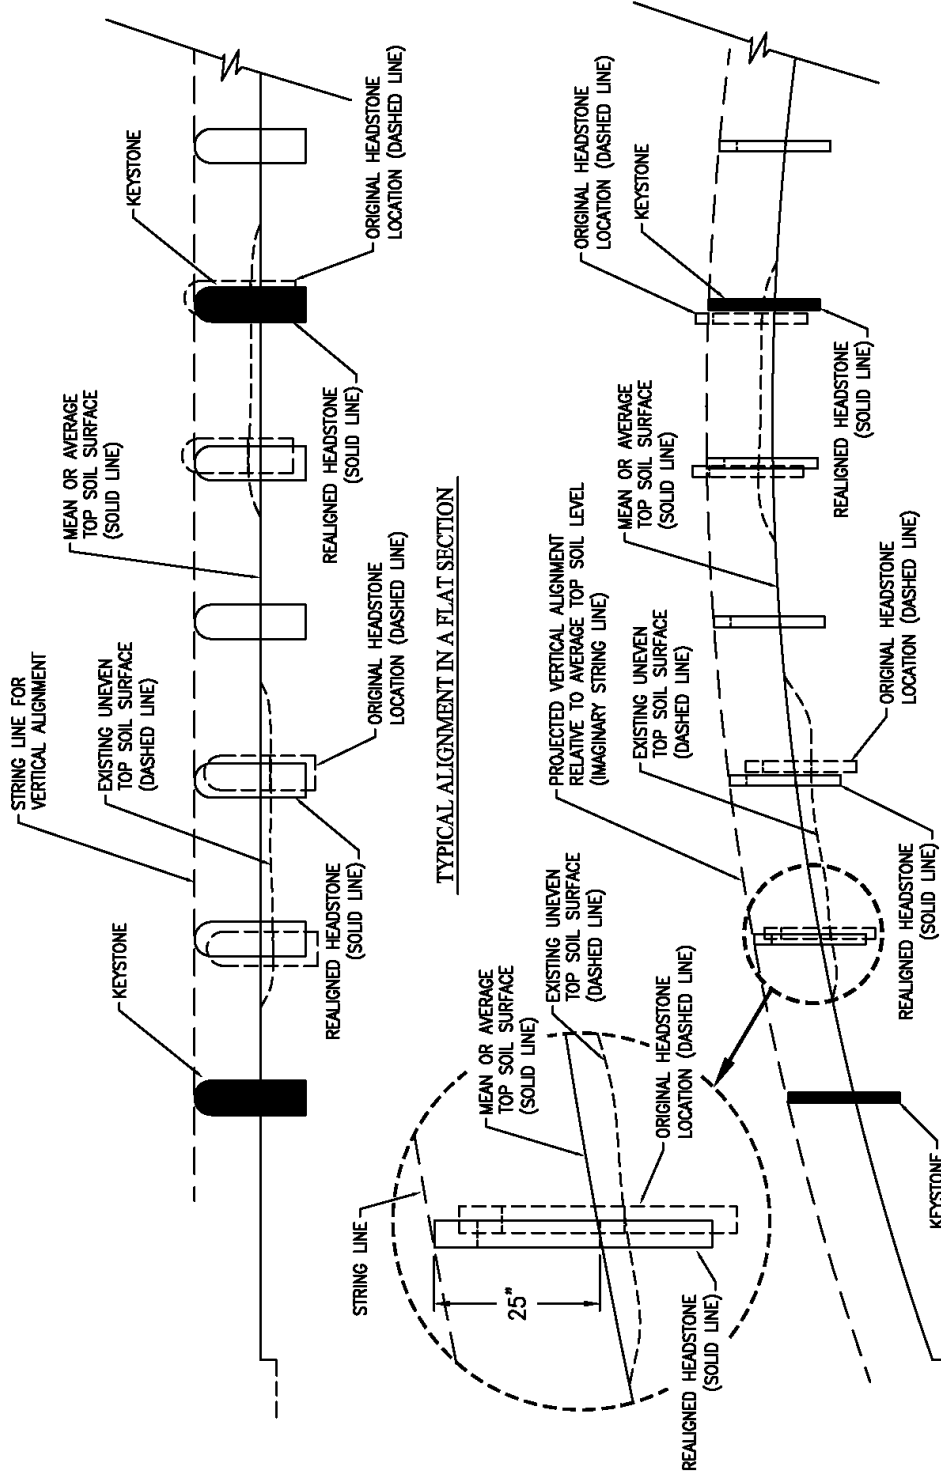 STRING LINE FOR
VERTICAL ALIGNMENT
KEYSTONE
EXISTING UNEVEN
TOP SOIL SURFACE
(DASHED LINE)
MEAN OR AVERAGE
TOP SOIL SURFACE
(SOLID LINE)
KEYSTONE
REALIGNED HEADSTONE
(SOLID LINE)
ORIGINAL HEADSTONE
LOCATION (DASHED LINE)
REALIGNED HEADSTONE
(SOLID LINE)
ORIGINAL HEADSTONE
LOCATION (DASHED LINE)
TYPICAL ALIGNMENT IN A FLAT SECTION
STRING LINE
25"
MEAN OR AVERAGE
TOP SOIL SURFACE
(SOLID LINE)
EXISTING UNEVEN
TOP SOIL SURFACE
(DASHED LINE)
ORIGINAL HEADSTONE
LOCATION (DASHED LINE)
REALIGNED HEADSTONE
(SOLID LINE)
PROJECTED VERTICAL ALIGNMENT
RELATIVE TO AVERAGE TOP SOIL LEVEL
(IMAGINARY STRING LINE)
EXISTING UNEVEN
TOP SOIL SURFACE
(DASHED LINE)
MEAN OR AVERAGE
TOP SOIL SURFACE
(SOLID LINE)
ORIGINAL HEADSTONE
LOCATION (DASHED LINE)
KEYSTONE
KEYSTONE
REALIGNED HEADSTONE
(SOLID LINE)
ORIGINAL HEADSTONE
LOCATION (DASHED LINE)
REALIGNED HEADSTONE
(SOLID LINE)